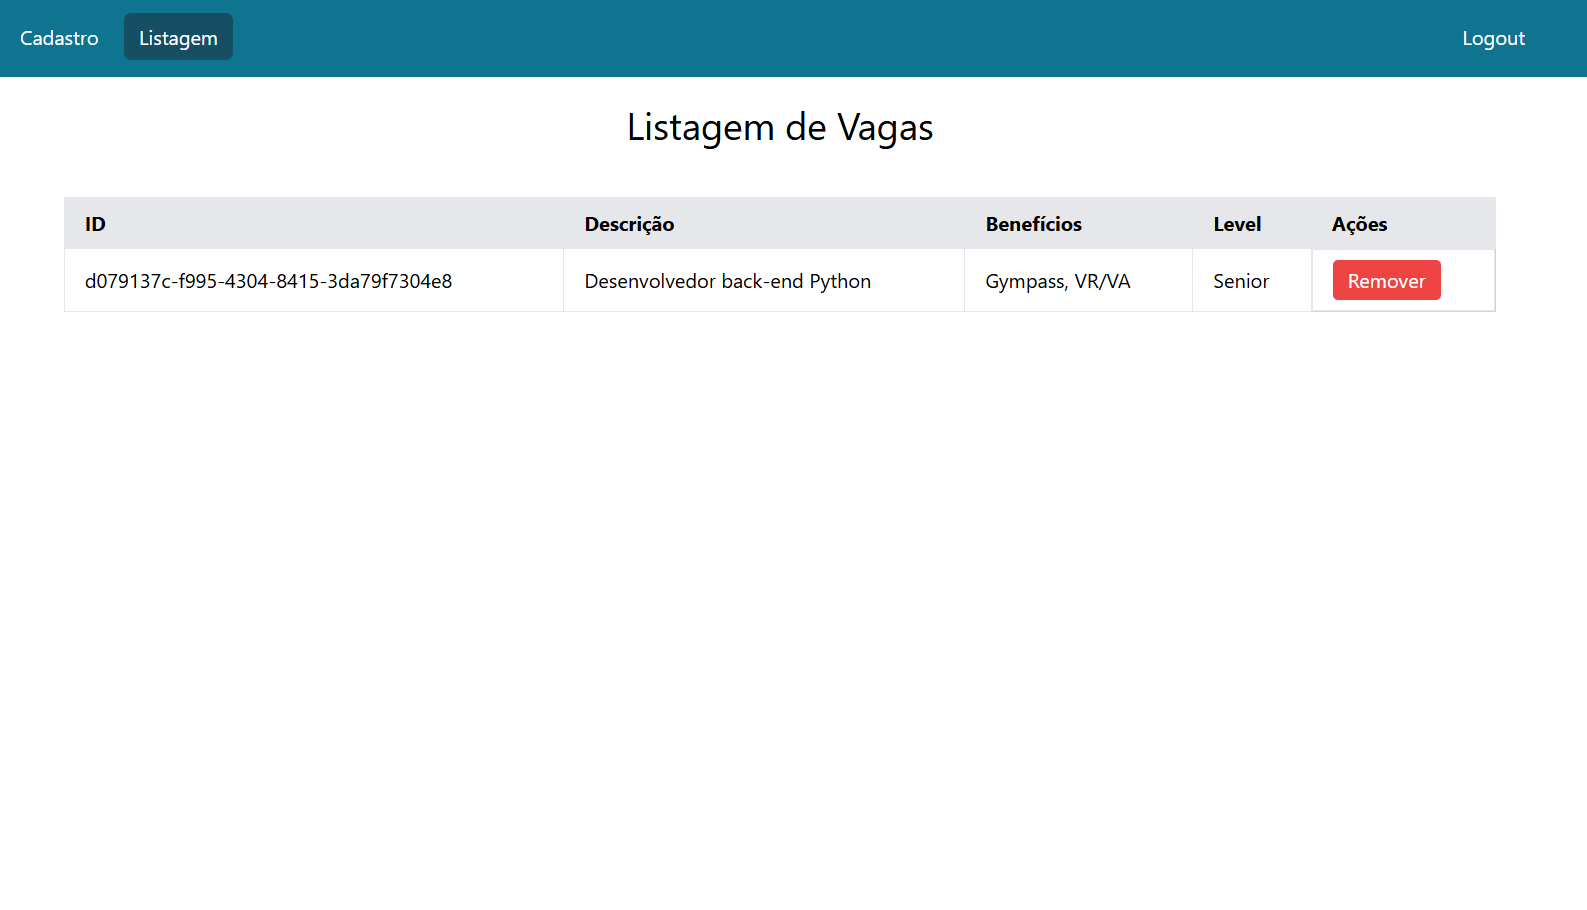 Cadastro Listagem Logout
Listagem de Vagas
ID Descrição Benefícios Level Ações
d079137c-f995-4304-8415-3da79f7304e8 Desenvolvedor back-end Python Gympass, VR/VA Senior Remover